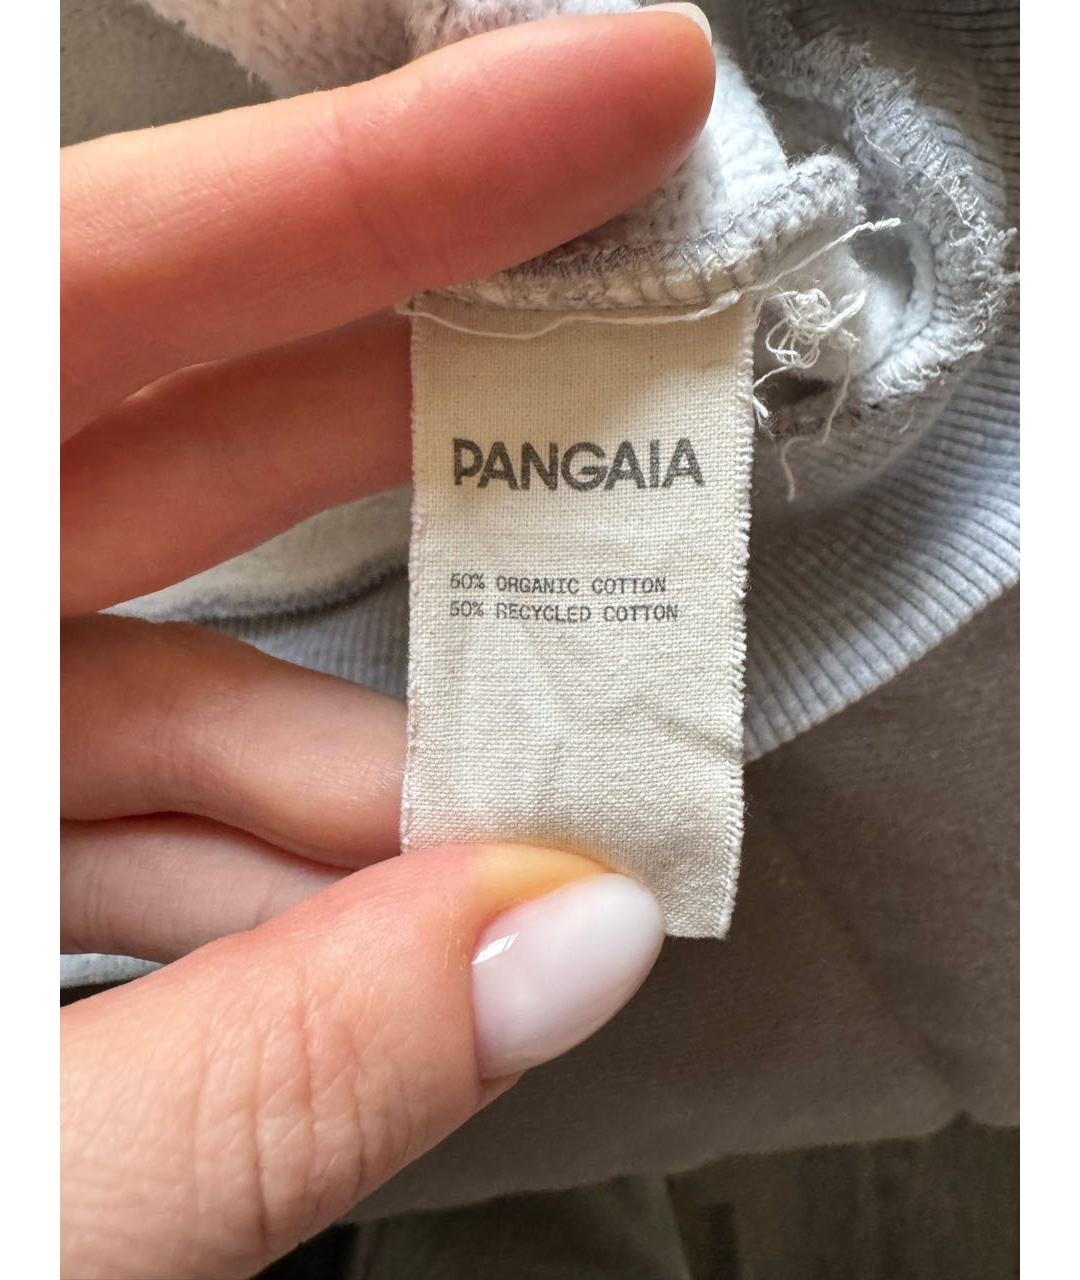 PANGAIA
50% ORGANIC COTTON
50% RECYCLED COTTON